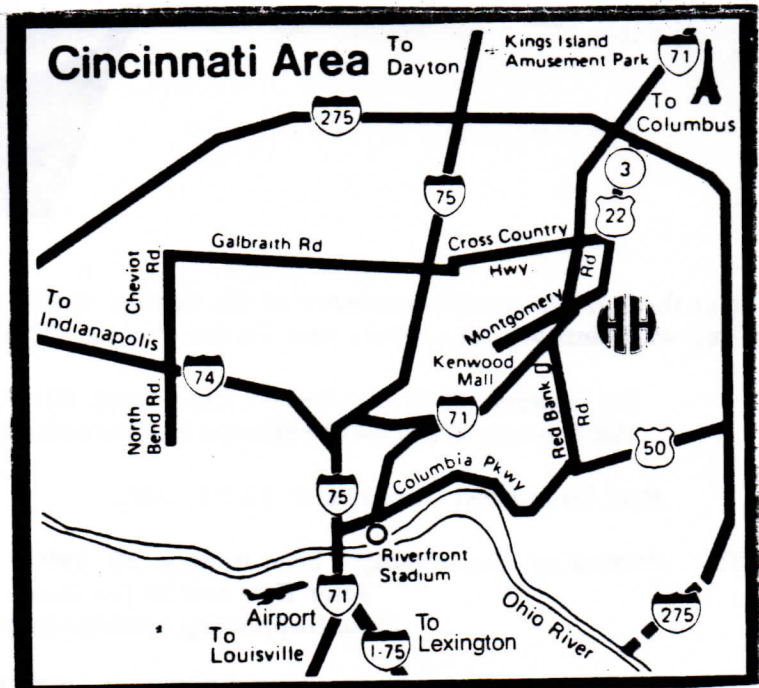 Cincinnati Area
To
Dayton
Kings Island
Amusement Park
71
To
Columbus
275
3
75
22
Galbraith Rd
Cross Country
Hwy.
Cheviot
Rd
Rd
Montgomery
To
Indianapolis
Kenwood
Mall
74
North
Bend Rd.
71
Red Bank
Rd
50
75
Columbia Pkwy
Riverfront
Stadium
Airport
71
Ohio River
275
To
Louisville
I-75
To
Lexington